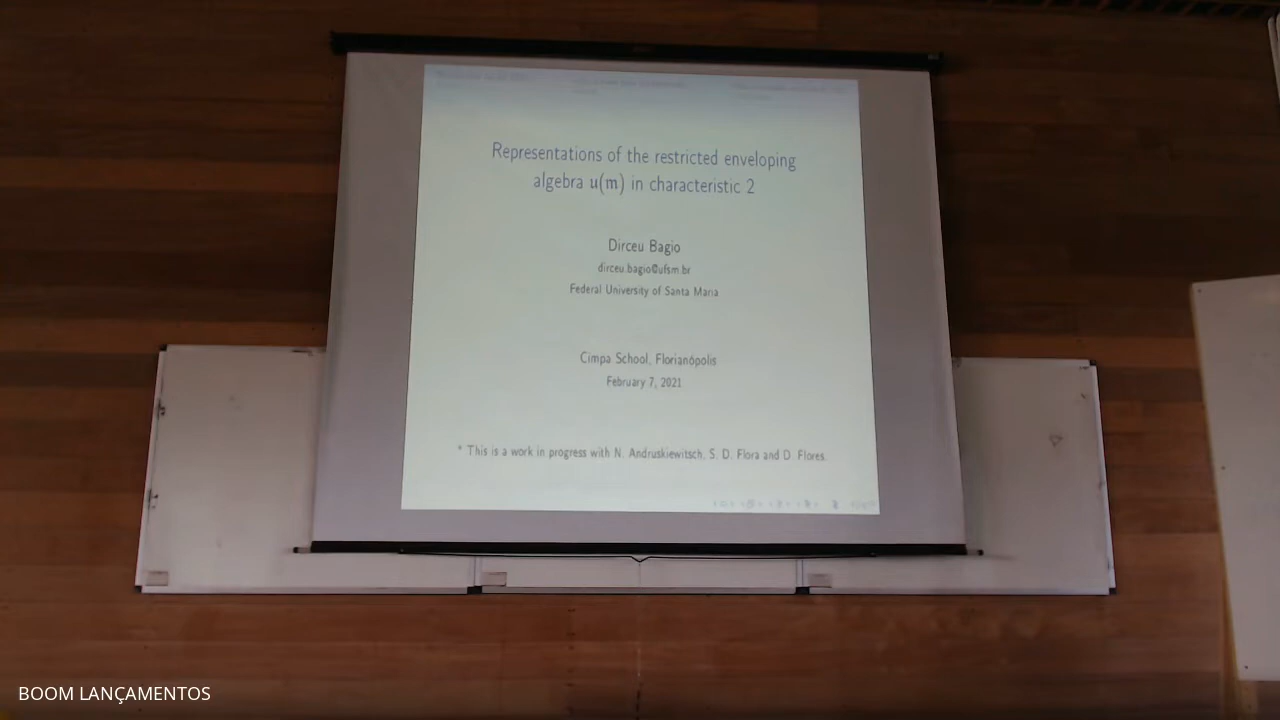 Representations of the restricted enveloping
algebra u(m) in characteristic 2
Dirceu Bagio
dirceu.bagio@ufsm.br
Federal University of Santa Maria
Cimpa School, Florianópolis
February 7, 2021
* This is a work in progress with N. Andruskiewitsch, S. D. Flora and D. Flores.
BOOM LANÇAMENTOS